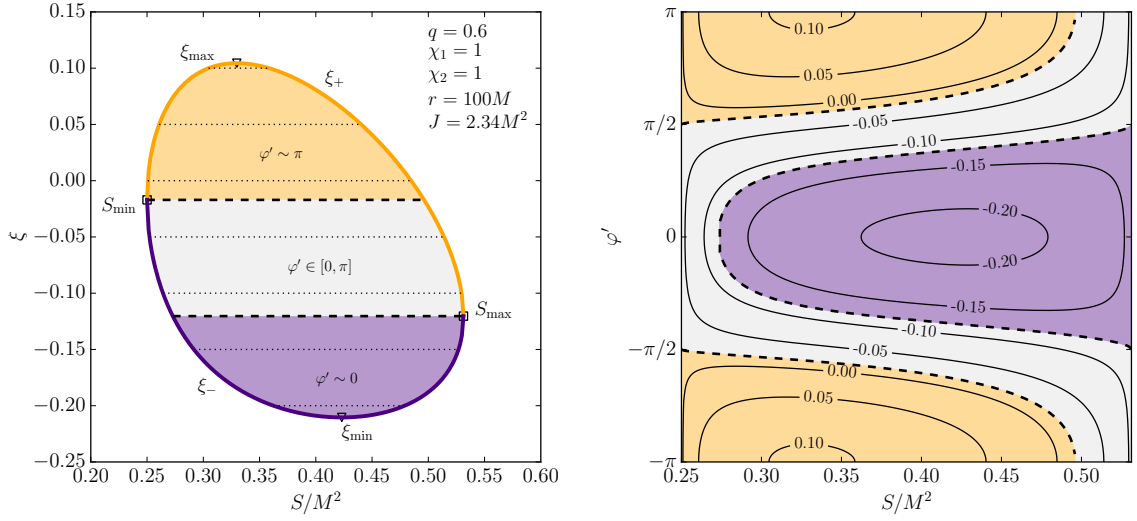 q = 0.6
χ₁ = 1
χ₂ = 1
r = 100M
J = 2.34M²
ξmax
ξ₊
φ′ ∼ π
Smin
φ′ ∈ [0, π]
Smax
φ′ ∼ 0
ξ₋
ξmin
0.10
0.05
0.00
−0.05
−0.10
−0.15
−0.20
−0.25
ξ
0.20 0.25 0.30 0.35 0.40 0.45 0.50 0.55 0.60
S/M²
π
π/2
0
−π/2
−π
φ′
0.10
0.05
0.00
-0.05
-0.10
-0.15
-0.20
-0.20
-0.15
-0.10
-0.05
0.00
0.05
0.10
0.25 0.30 0.35 0.40 0.45 0.50
S/M²